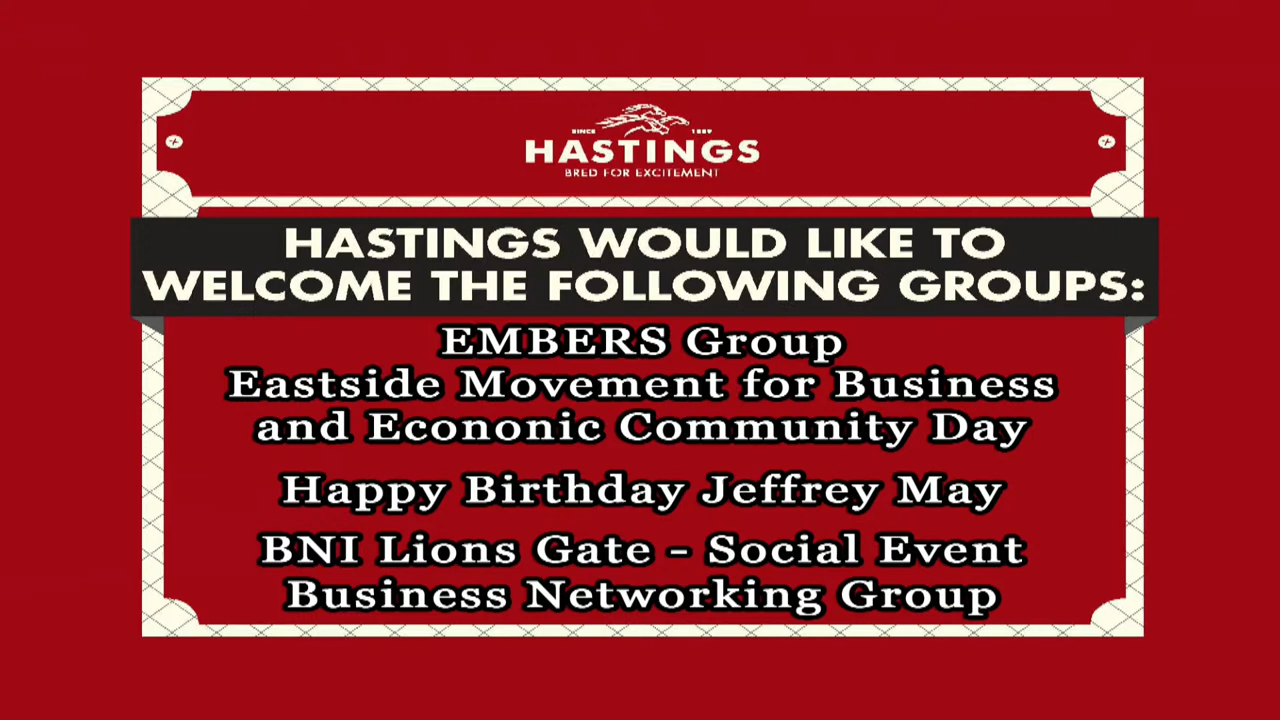 SINCE 1889
HASTINGS
BRED FOR EXCITEMENT
HASTINGS WOULD LIKE TO
WELCOME THE FOLLOWING GROUPS:
EMBERS Group
Eastside Movement for Business
and Econonic Community Day
Happy Birthday Jeffrey May
BNI Lions Gate - Social Event
Business Networking Group